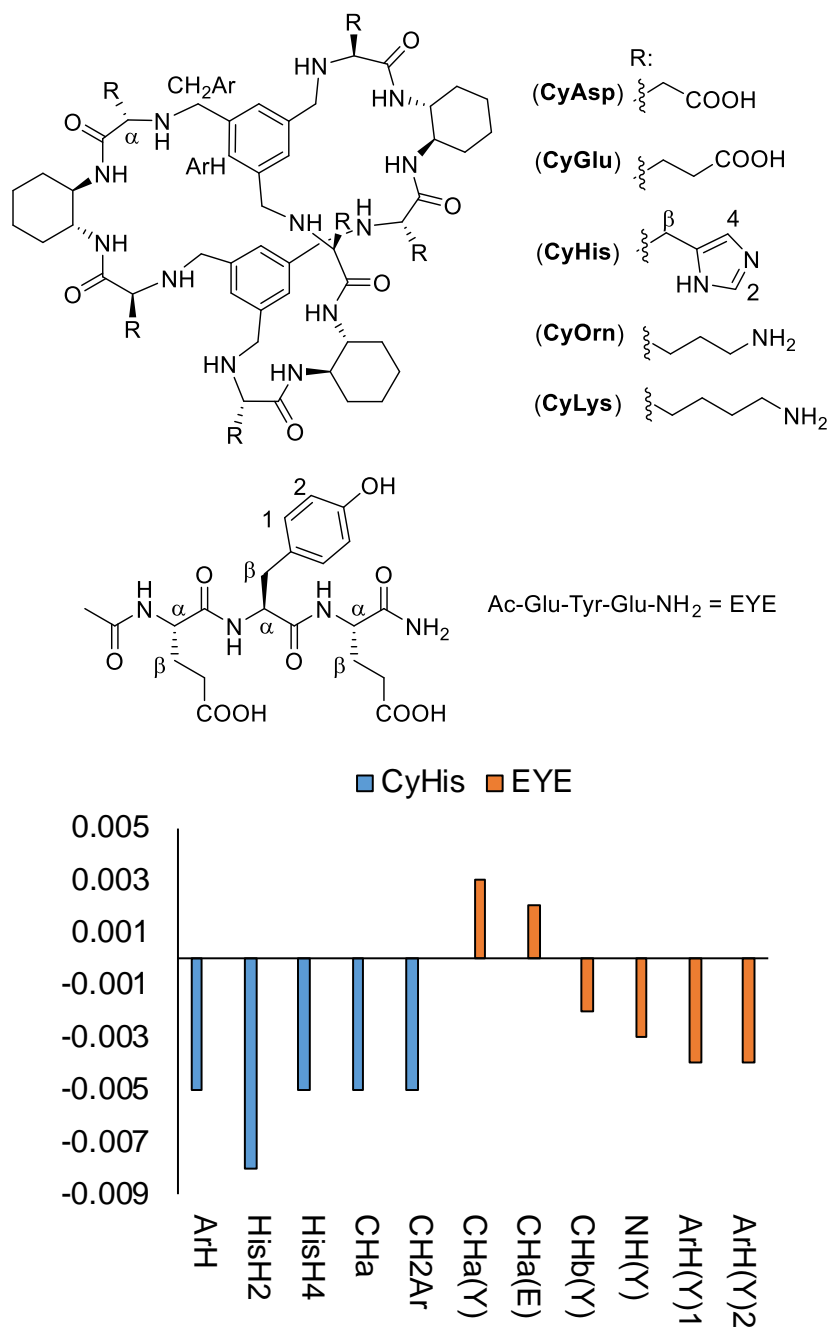 R
O
NH
HN
CH₂Ar
R
R:
(CyAsp)
COOH
O
α
N
H
ArH
NH
HN
(CyGlu)
COOH
NH
R
N
H
O
R
β
4
NH
(CyHis)
N
HN
2
O
N
H
O
R
NH
(CyOrn)
NH₂
HN
NH
(CyLys)
NH₂
R
O
2
OH
1
β
H
N
O
H
N
O
α
α
α
N
H
NH₂
O
O
β
β
COOH
COOH
Ac-Glu-Tyr-Glu-NH₂ = EYE
CyHis EYE
0.005
0.003
0.001
-0.001
-0.003
-0.005
-0.007
-0.009
ArH
HisH2
HisH4
CHa
CH2Ar
CHa(Y)
CHa(E)
CHb(Y)
NH(Y)
ArH(Y)1
ArH(Y)2